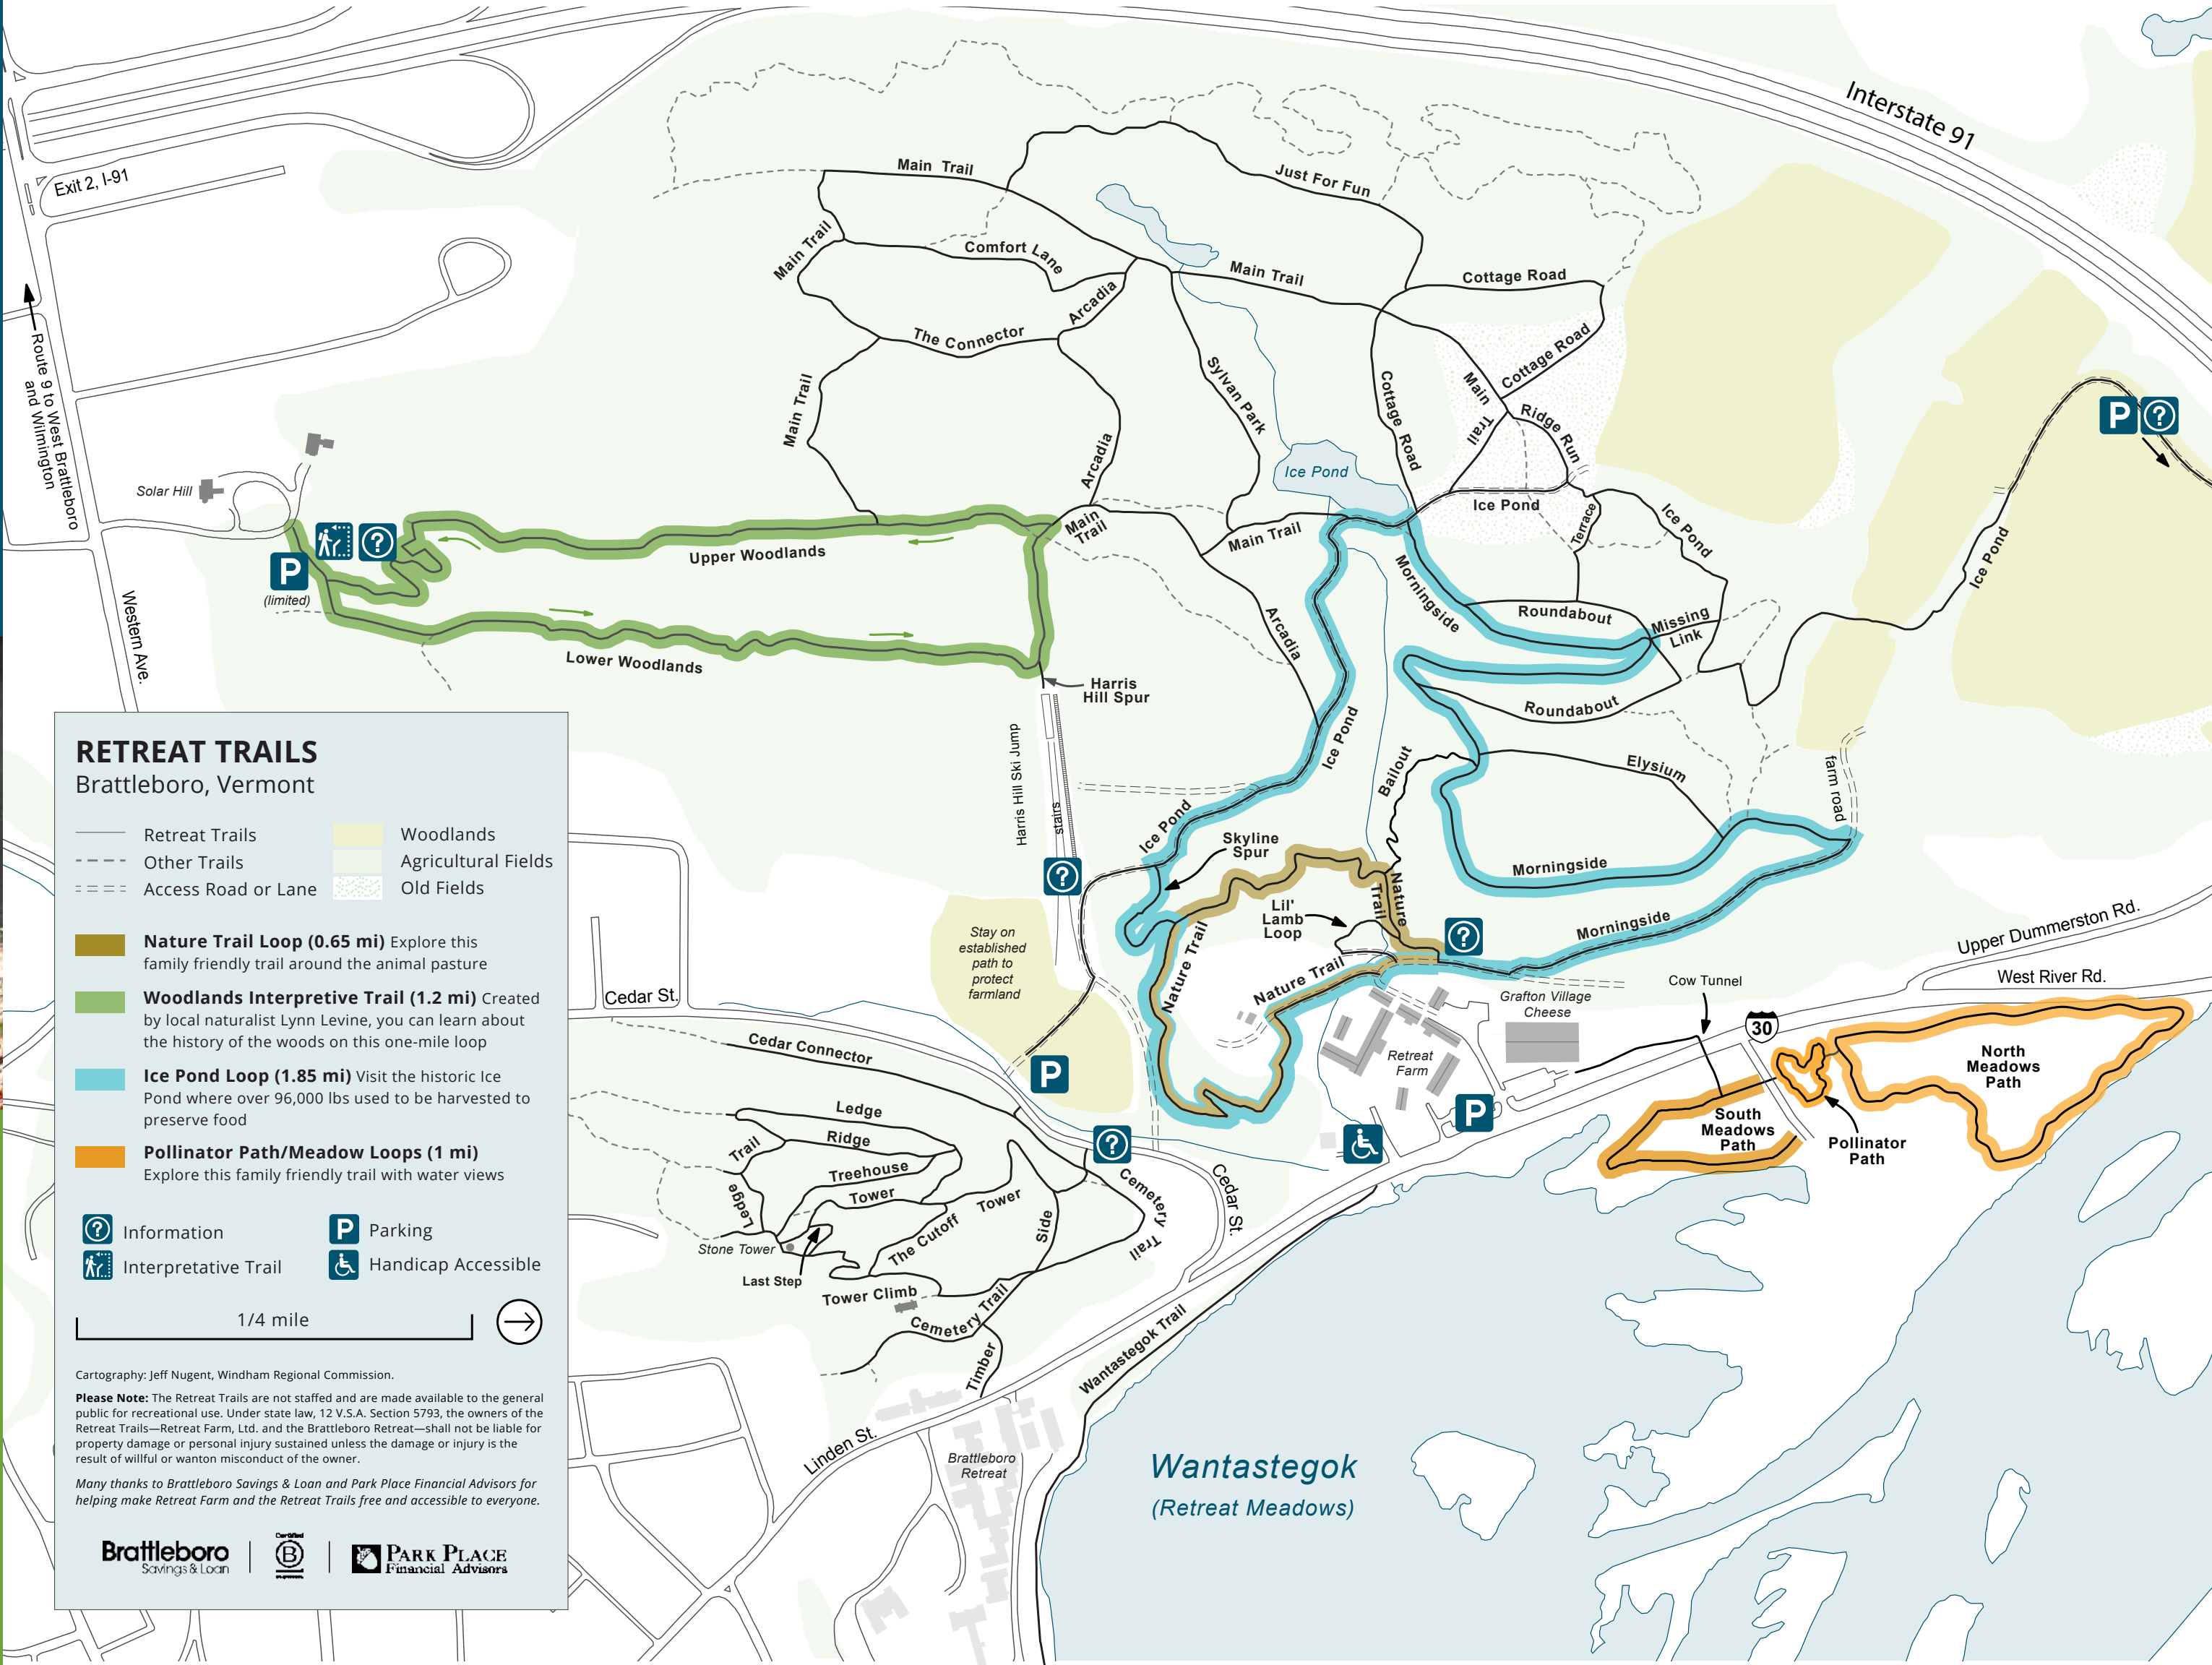 Interstate 91
Exit 2, I-91
Route 9 to West Brattleboro
and Wilmington
Western Ave.
Solar Hill
P
(limited)
?
Main Trail
Just For Fun
Main Trail
Comfort Lane
Arcadia
Main Trail
Cottage Road
The Connector
Cottage Road
Main Trail
Sylvan Park
Cottage Road
Main
Trail
Ridge Run
Arcadia
Ice Pond
Ice Pond
P
?
Main
Trail
Main Trail
Terrace
Ice Pond
Ice Pond
Upper Woodlands
Morningside
Roundabout
Missing
Link
Arcadia
Lower Woodlands
Harris
Hill Spur
Roundabout
Ice Pond
Harris Hill Ski Jump
stairs
Bailout
Elysium
farm road
Ice Pond
Skyline
Spur
Morningside
?
Nature
Trail
Lil'
Lamb
Loop
?
Morningside
Stay on
established
path to
protect
farmland
Nature Trail
Nature Trail
Upper Dummerston Rd.
West River Rd.
Cow Tunnel
Grafton Village
Cheese
30
Cedar St.
Cedar Connector
Retreat
Farm
North
Meadows
Path
South
Meadows
Path
Pollinator
Path
P
P
?
Ledge
Ridge
Trail
Treehouse
Tower
Ledge
Tower
The Cutoff
Side
Cemetery
Trail
Cedar St.
Stone Tower
Last Step
Tower Climb
Cemetery Trail
Timber
Wantastegok Trail
Linden St.
Brattleboro
Retreat
Wantastegok
(Retreat Meadows)
RETREAT TRAILS
Brattleboro, Vermont
Retreat Trails
Other Trails
Access Road or Lane
Woodlands
Agricultural Fields
Old Fields
Nature Trail Loop (0.65 mi) Explore this
family friendly trail around the animal pasture
Woodlands Interpretive Trail (1.2 mi) Created
by local naturalist Lynn Levine, you can learn about
the history of the woods on this one-mile loop
Ice Pond Loop (1.85 mi) Visit the historic Ice
Pond where over 96,000 lbs used to be harvested to
preserve food
Pollinator Path/Meadow Loops (1 mi)
Explore this family friendly trail with water views
? Information
P Parking
Interpretative Trail
Handicap Accessible
1/4 mile
Cartography: Jeff Nugent, Windham Regional Commission.
Please Note: The Retreat Trails are not staffed and are made available to the general
public for recreational use. Under state law, 12 V.S.A. Section 5793, the owners of the
Retreat Trails—Retreat Farm, Ltd. and the Brattleboro Retreat—shall not be liable for
property damage or personal injury sustained unless the damage or injury is the
result of willful or wanton misconduct of the owner.
Many thanks to Brattleboro Savings & Loan and Park Place Financial Advisors for
helping make Retreat Farm and the Retreat Trails free and accessible to everyone.
Brattleboro
Savings & Loan
Certified
B
PARK PLACE
Financial Advisors